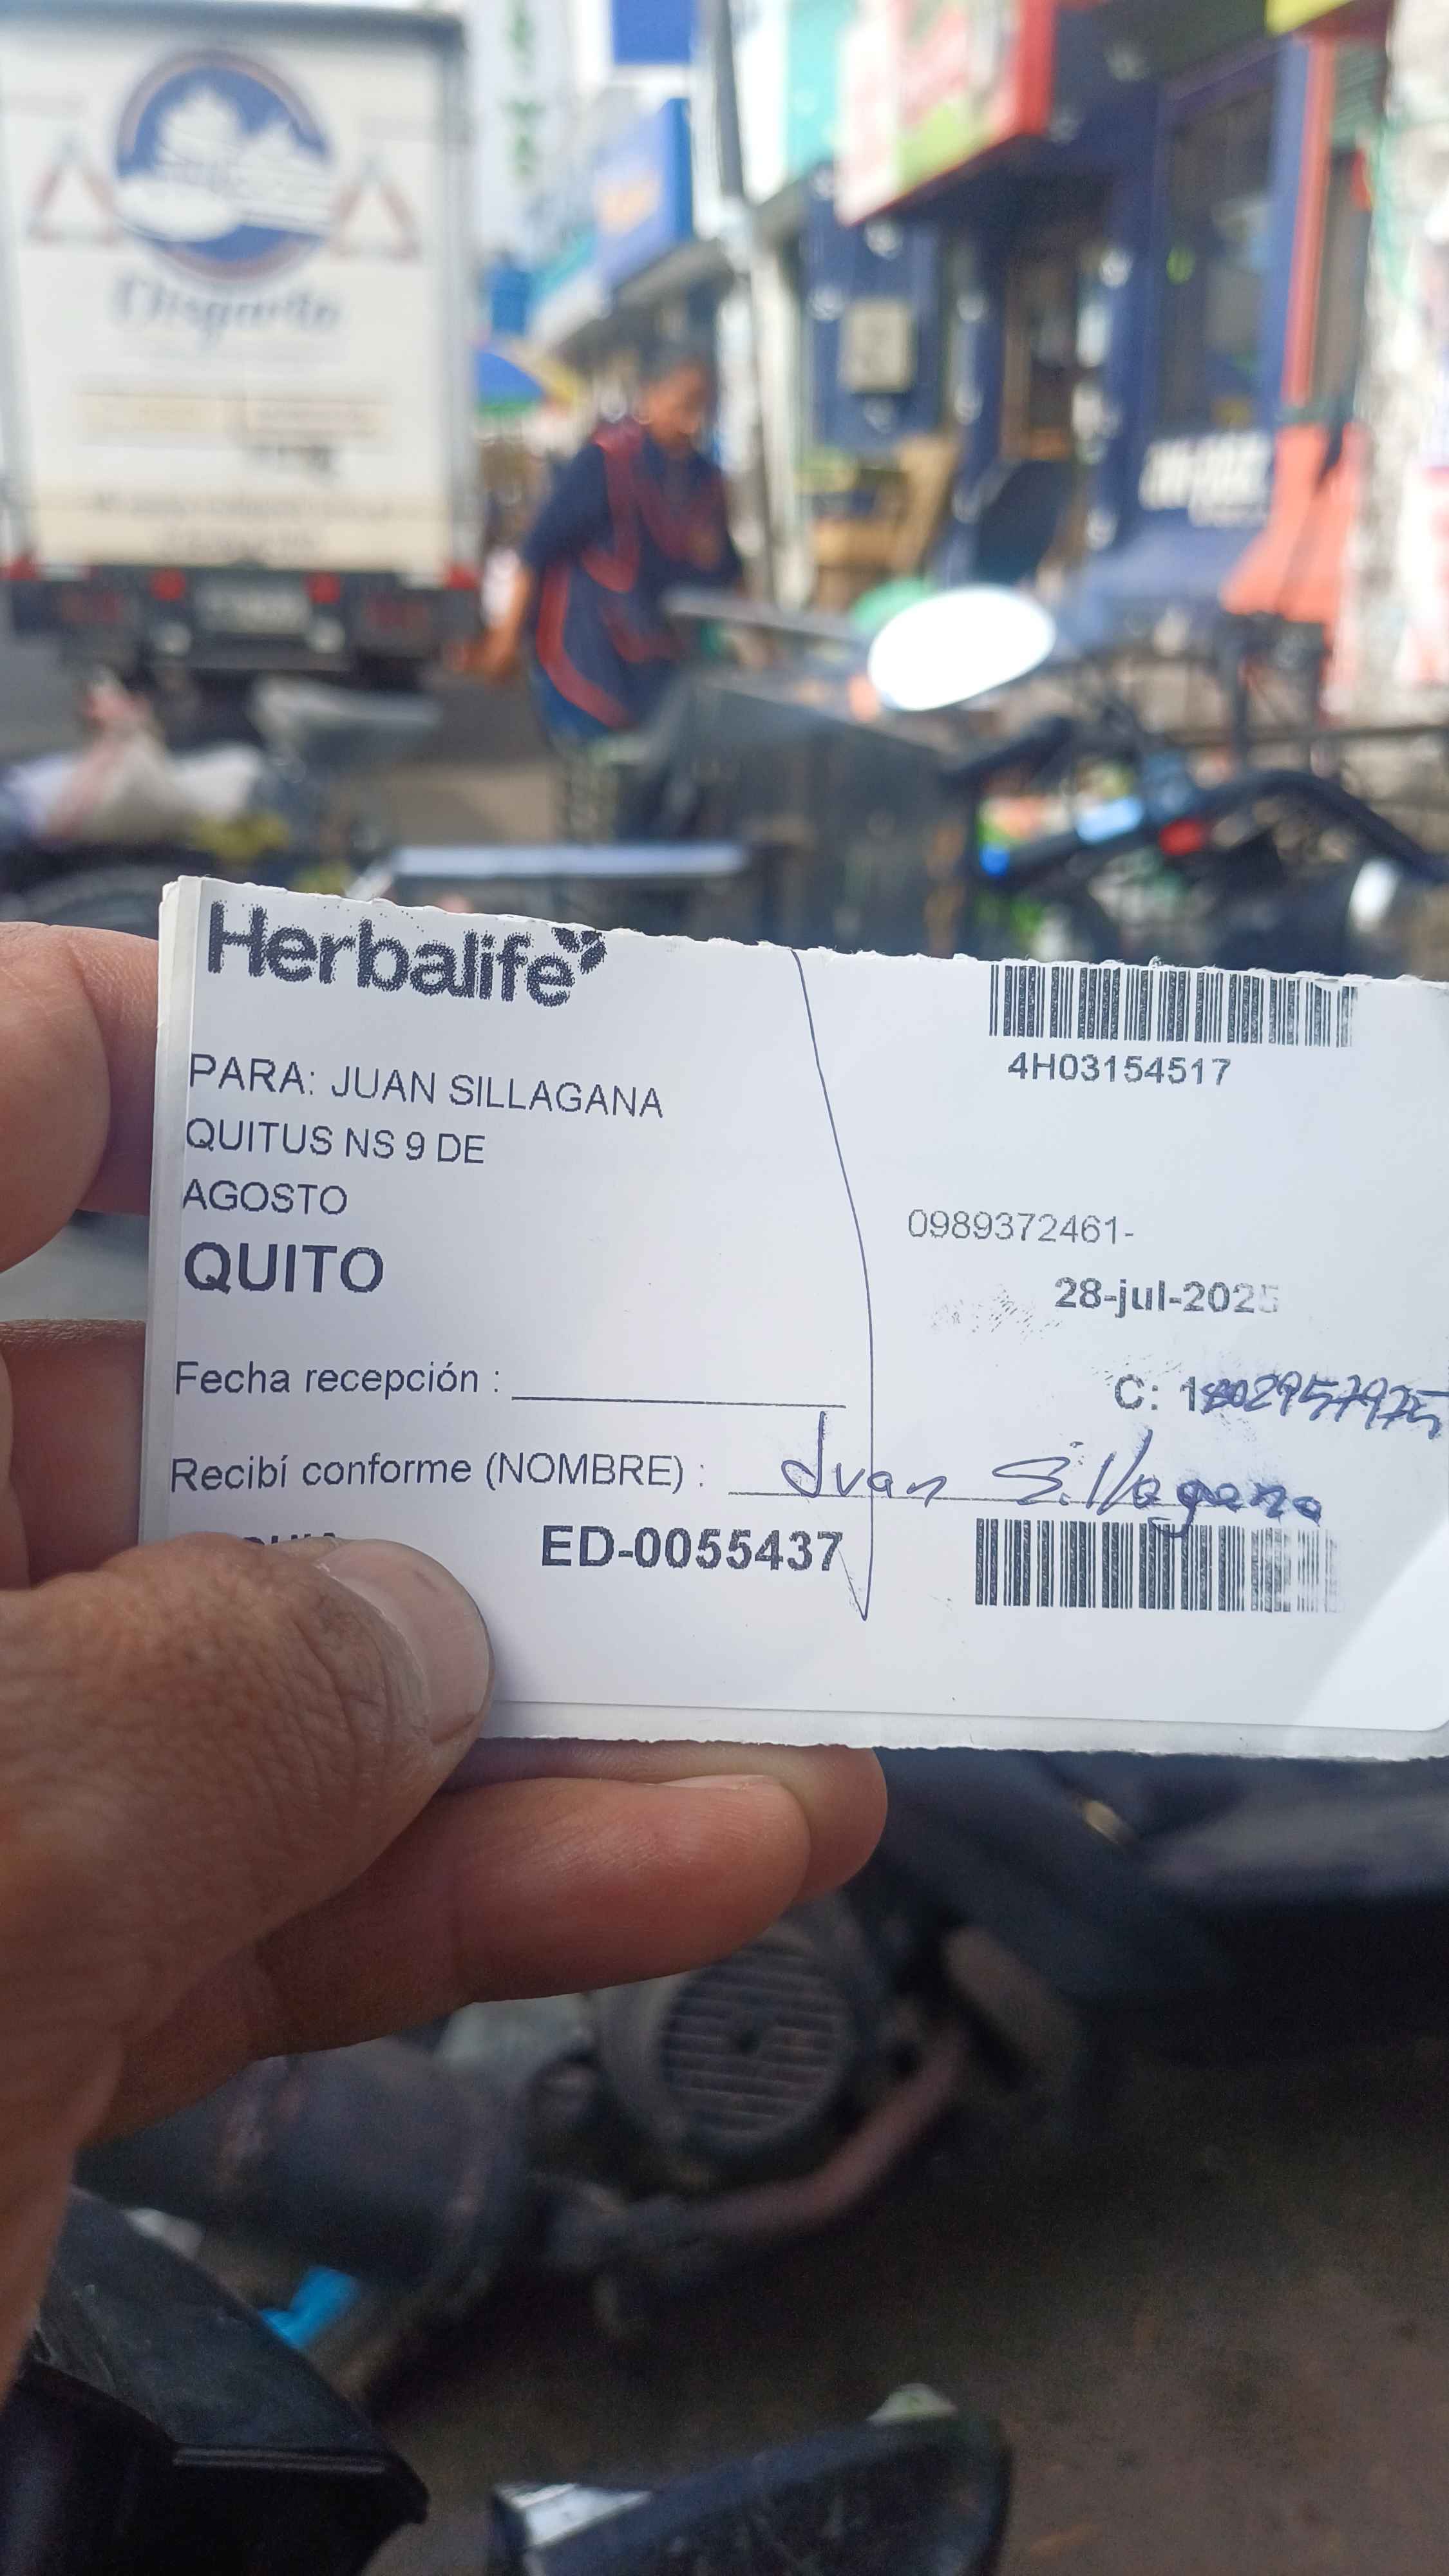 Herbalife
4H03154517
PARA: JUAN SILLAGANA
QUITUS NS 9 DE
AGOSTO
QUITO
0989372461-
28-jul-2025
Fecha recepción :
C: 1
Recibí conforme (NOMBRE) : Juan Sillagana
ED-0055437